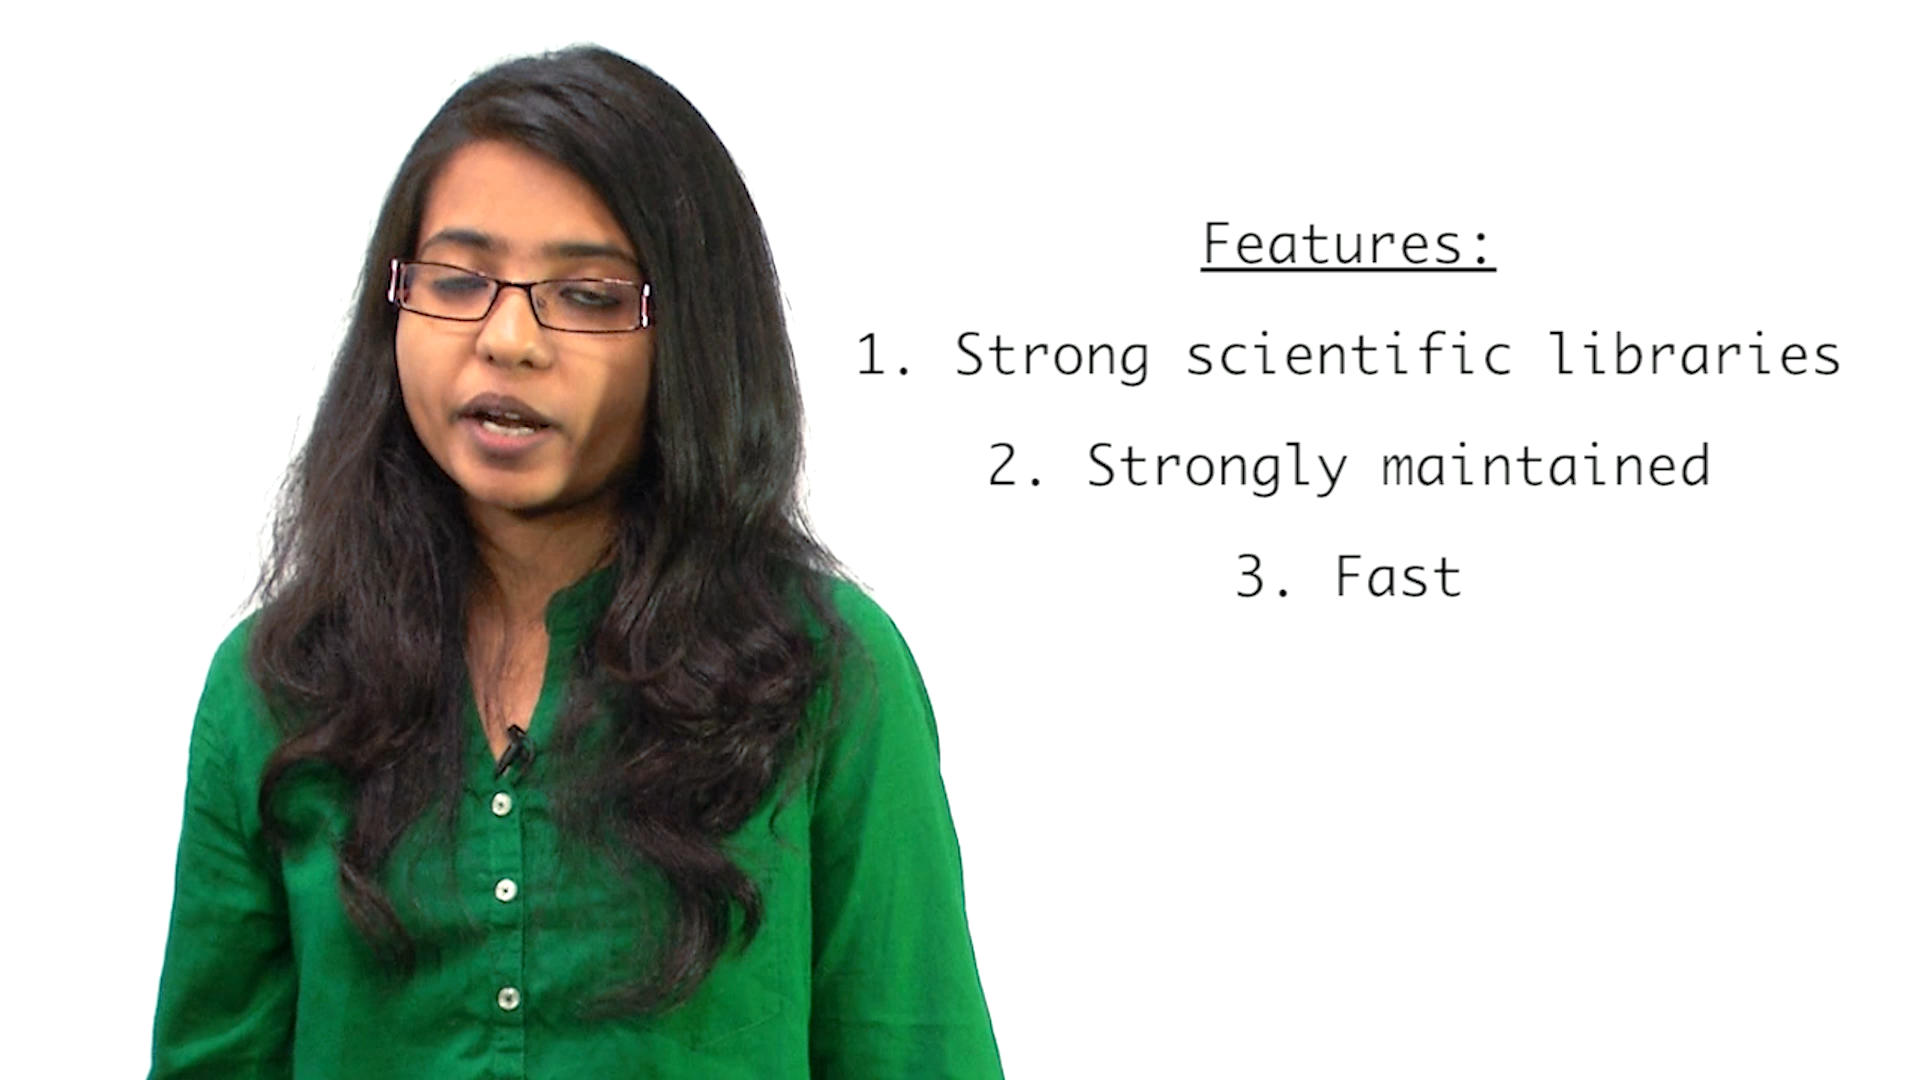 Features:
1. Strong scientific libraries
2. Strongly maintained
3. Fast